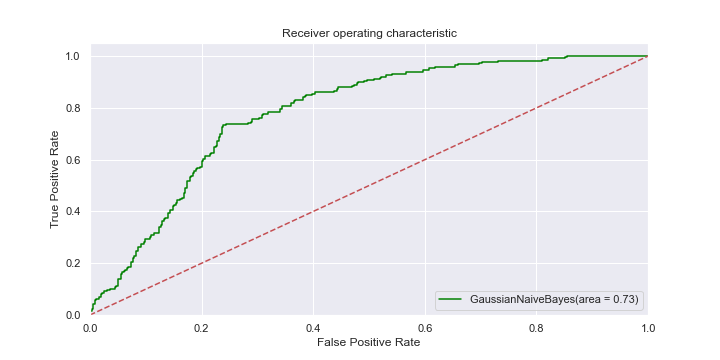 Receiver operating characteristic
1.0
0.8
0.6
0.4
0.2
0.0
True Positive Rate
GaussianNaiveBayes(area = 0.73)
0.0 0.2 0.4 0.6 0.8 1.0
False Positive Rate